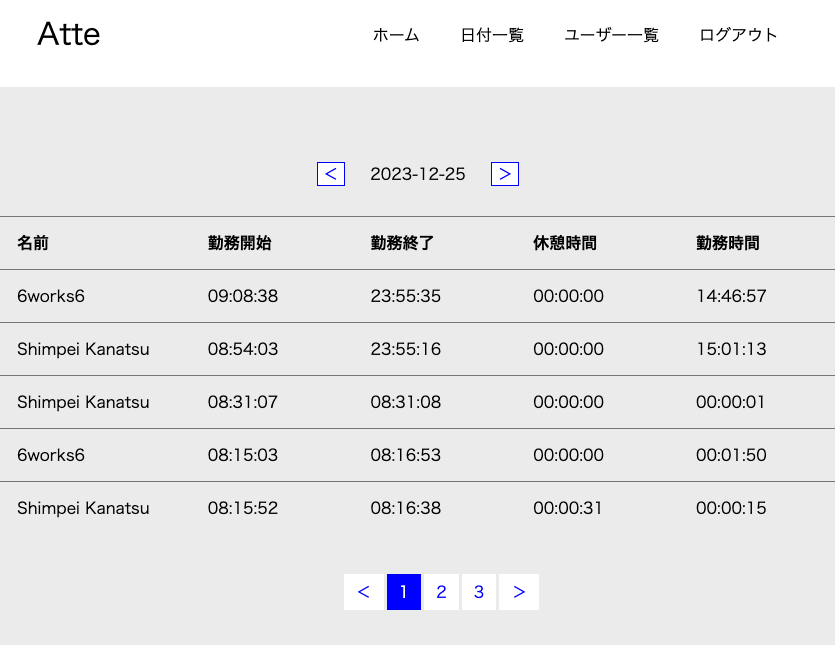 Atte
ホーム 日付一覧 ユーザー一覧 ログアウト
< 2023-12-25 >
名前 勤務開始 勤務終了 休憩時間 勤務時間
6works6 09:08:38 23:55:35 00:00:00 14:46:57
Shimpei Kanatsu 08:54:03 23:55:16 00:00:00 15:01:13
Shimpei Kanatsu 08:31:07 08:31:08 00:00:00 00:00:01
6works6 08:15:03 08:16:53 00:00:00 00:01:50
Shimpei Kanatsu 08:15:52 08:16:38 00:00:31 00:00:15
< 1 2 3 >